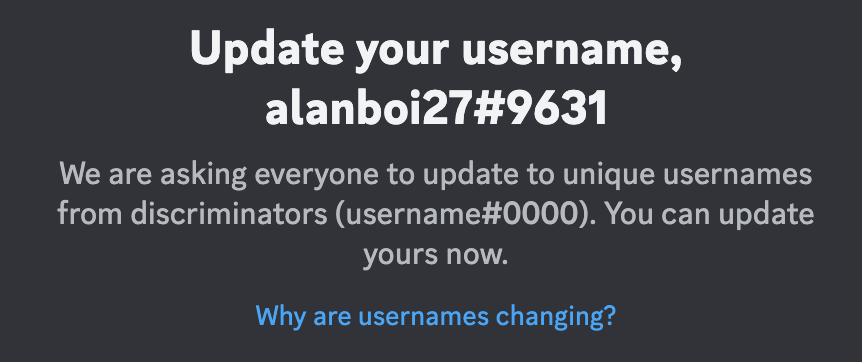 Update your username,
alanboi27#9631
We are asking everyone to update to unique usernames
from discriminators (username#0000). You can update
yours now.
Why are usernames changing?